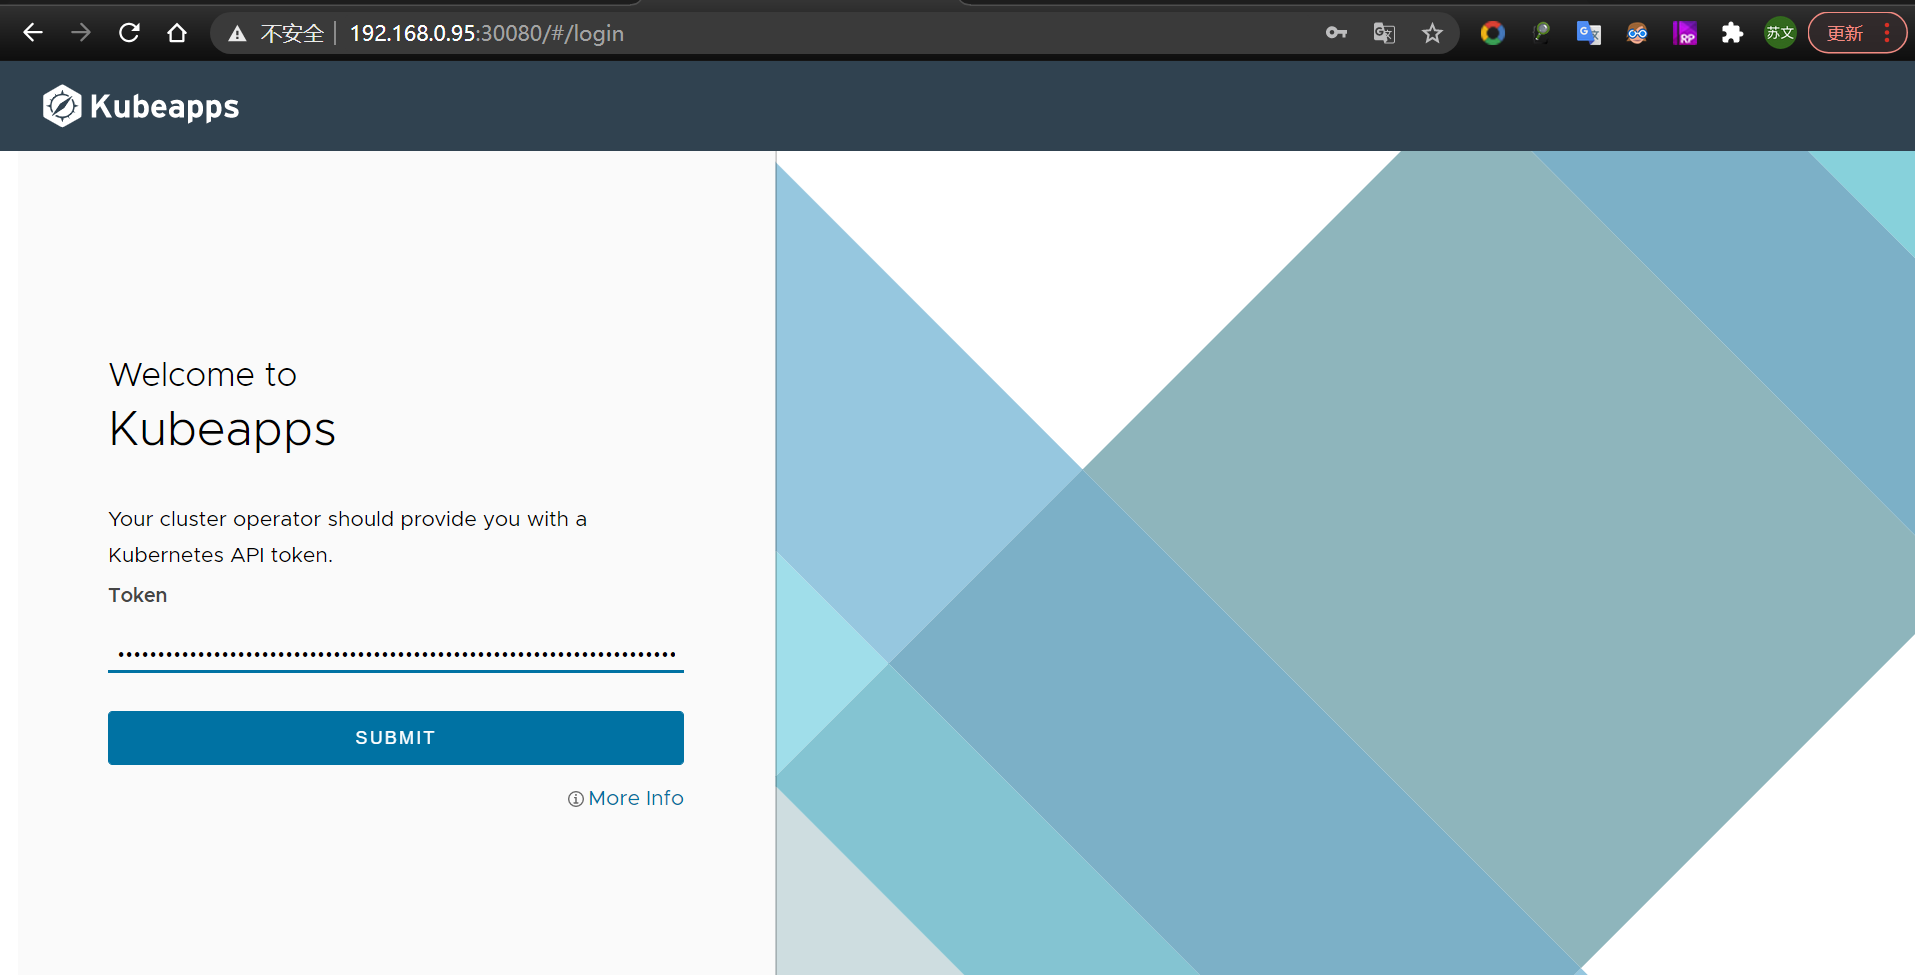 不安全 | 192.168.0.95:30080/#/login
苏文
更新
Kubeapps
Welcome to
Kubeapps
Your cluster operator should provide you with a
Kubernetes API token.
Token
SUBMIT
More Info